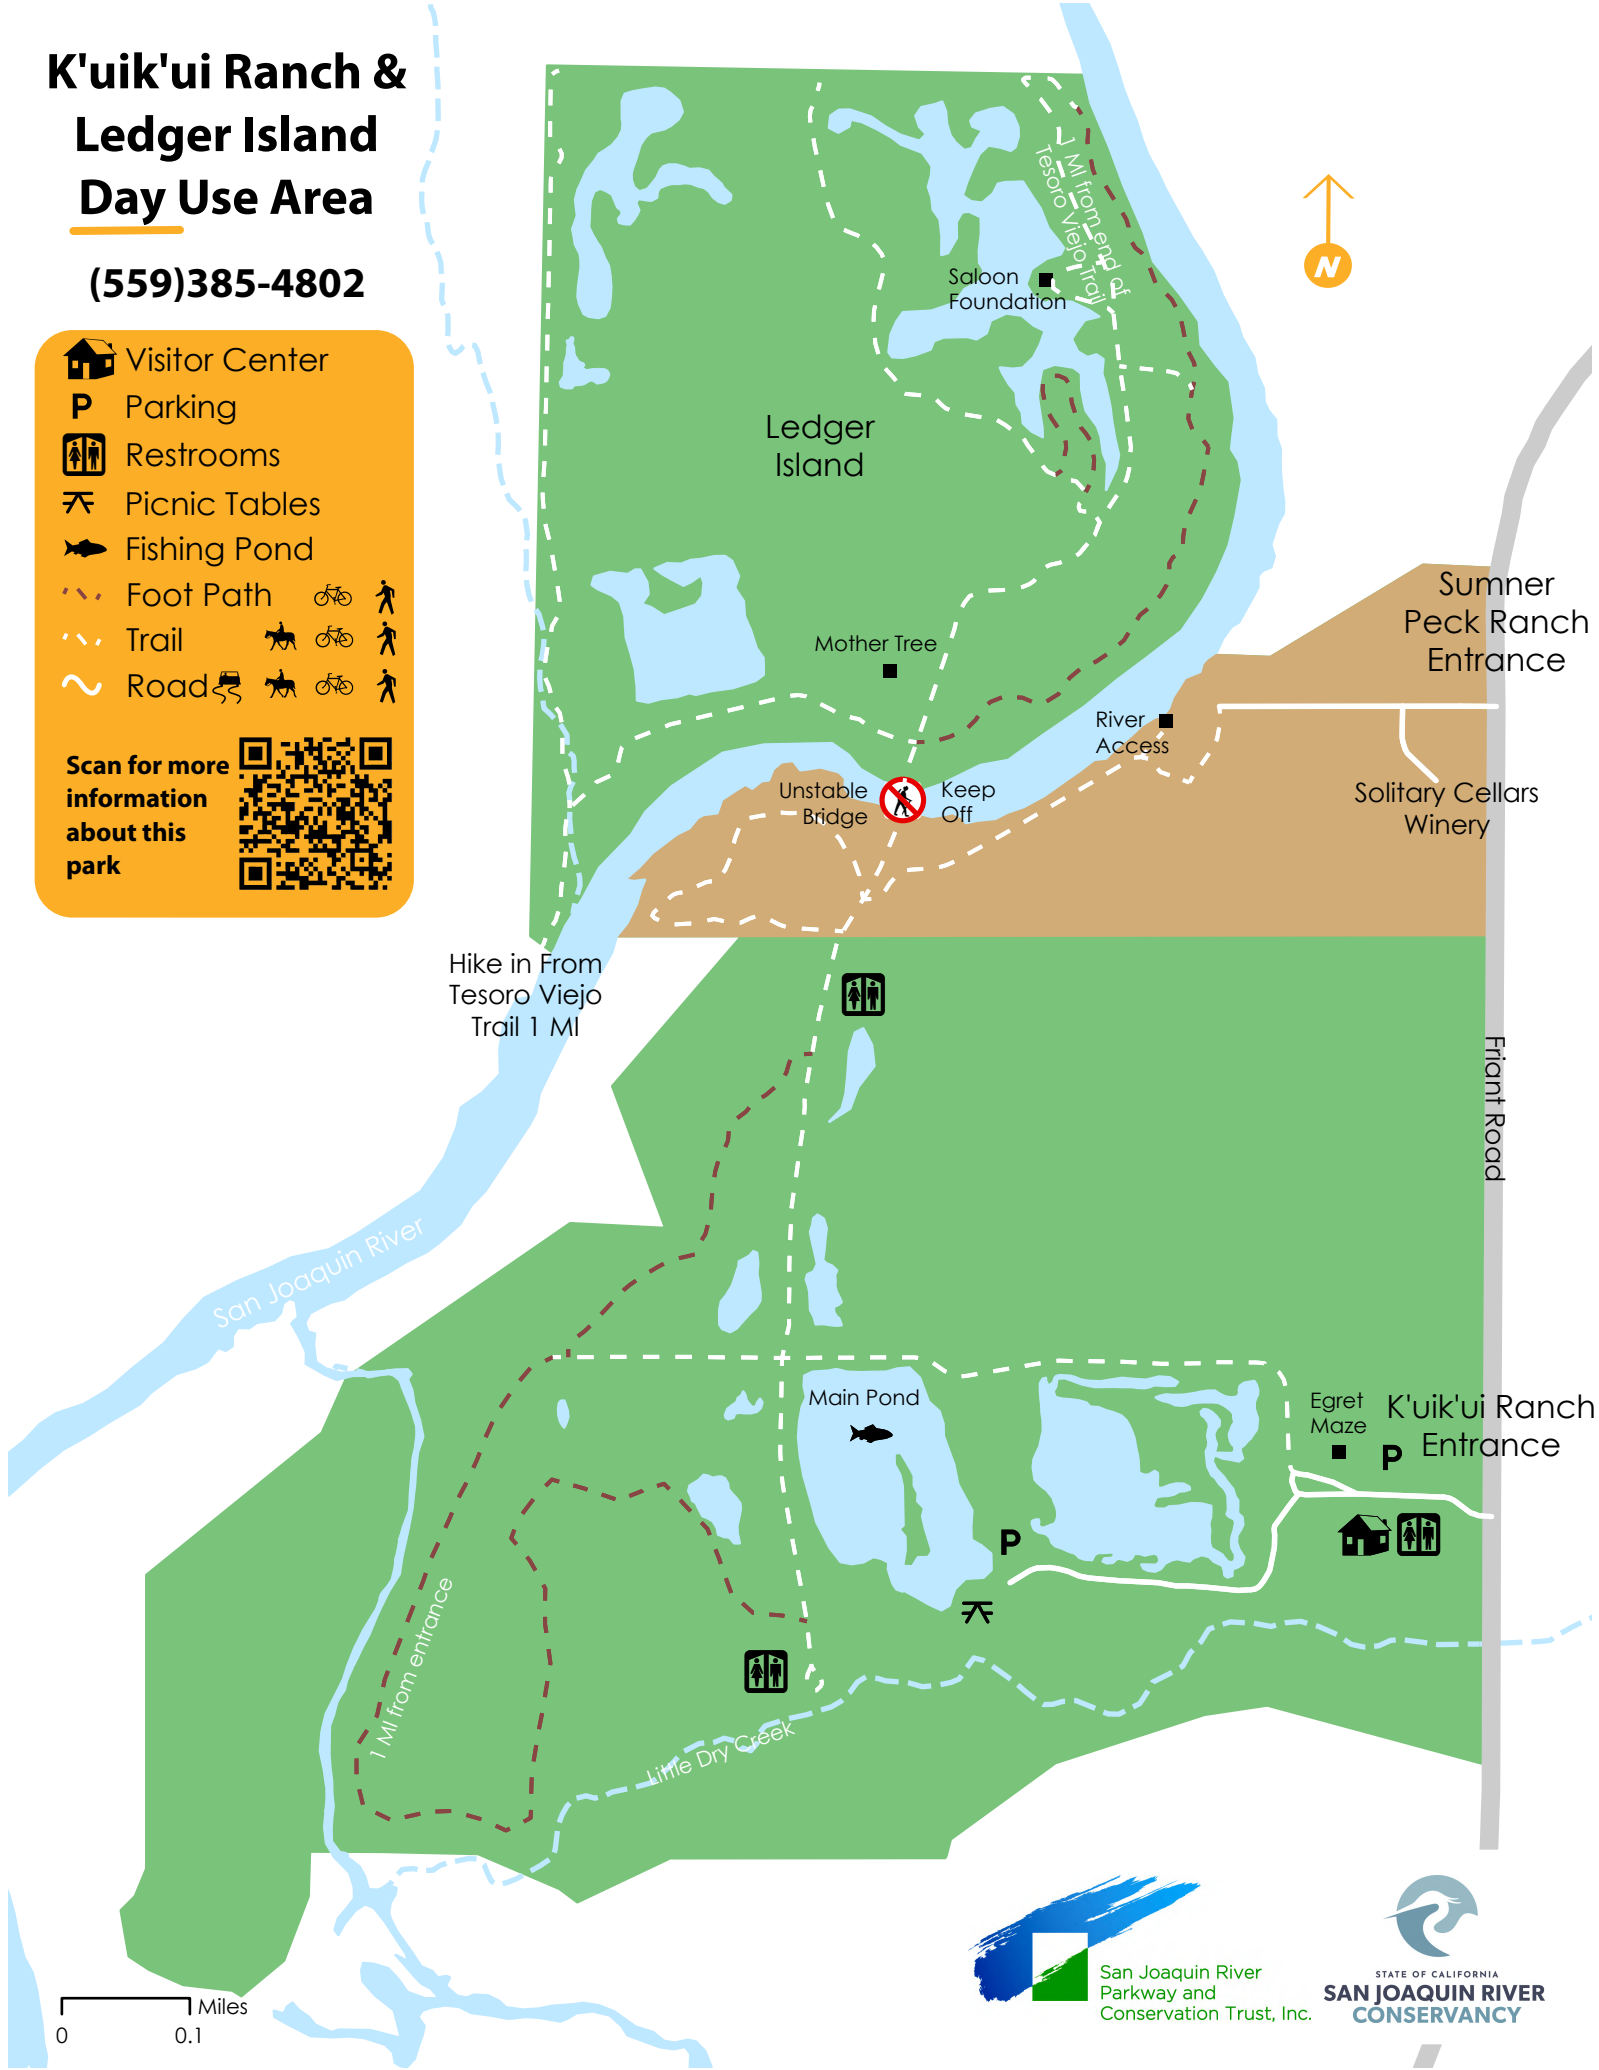 K'uik'ui Ranch &
Ledger Island
Day Use Area
(559)385-4802
Visitor Center
P Parking
Restrooms
Picnic Tables
Fishing Pond
Foot Path
Trail
Road
Scan for more
information
about this
park
1 MI from end of
Tesoro Viejo Trail
N
Saloon
Foundation
Ledger
Island
Sumner
Peck Ranch
Entrance
Mother Tree
River
Access
Unstable
Bridge
Keep
Off
Solitary Cellars
Winery
Hike in From
Tesoro Viejo
Trail 1 MI
Friant Road
San Joaquin River
Main Pond
Egret
Maze
P
K'uik'ui Ranch
Entrance
P
1 MI from entrance
Little Dry Creek
Miles
0
0.1
San Joaquin River
Parkway and
Conservation Trust, Inc.
STATE OF CALIFORNIA
SAN JOAQUIN RIVER
CONSERVANCY